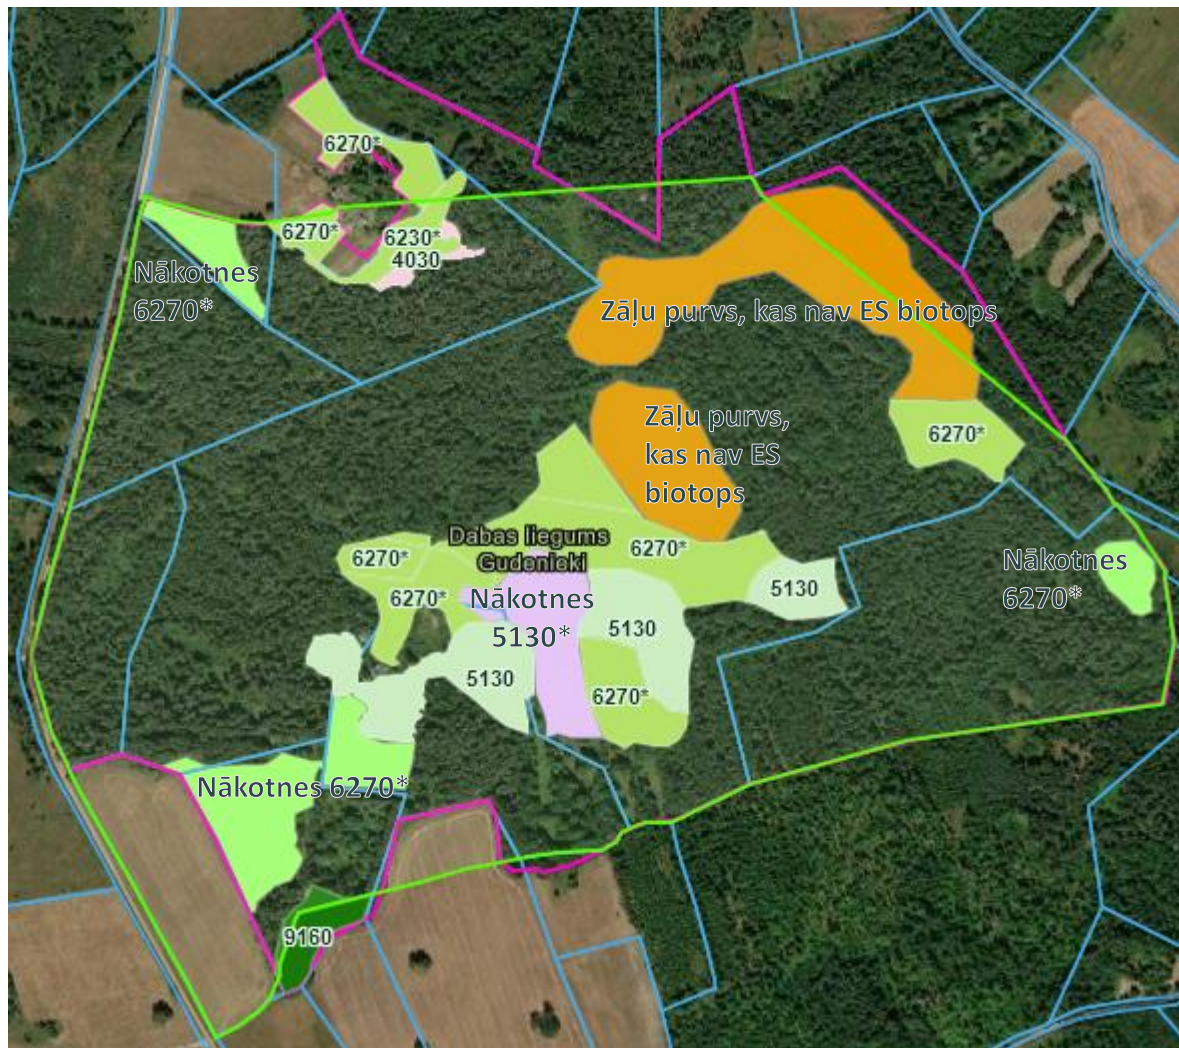 6270*
6270*
6230*
4030
Nākotnes
6270*
Zāļu purvs, kas nav ES biotops
Zāļu purvs,
kas nav ES
biotops
6270*
Dabas liegums
Gudenieki
6270*
6270*
Nākotnes
6270*
5130
6270*
Nākotnes
5130*
5130
5130
6270*
Nākotnes 6270*
9160